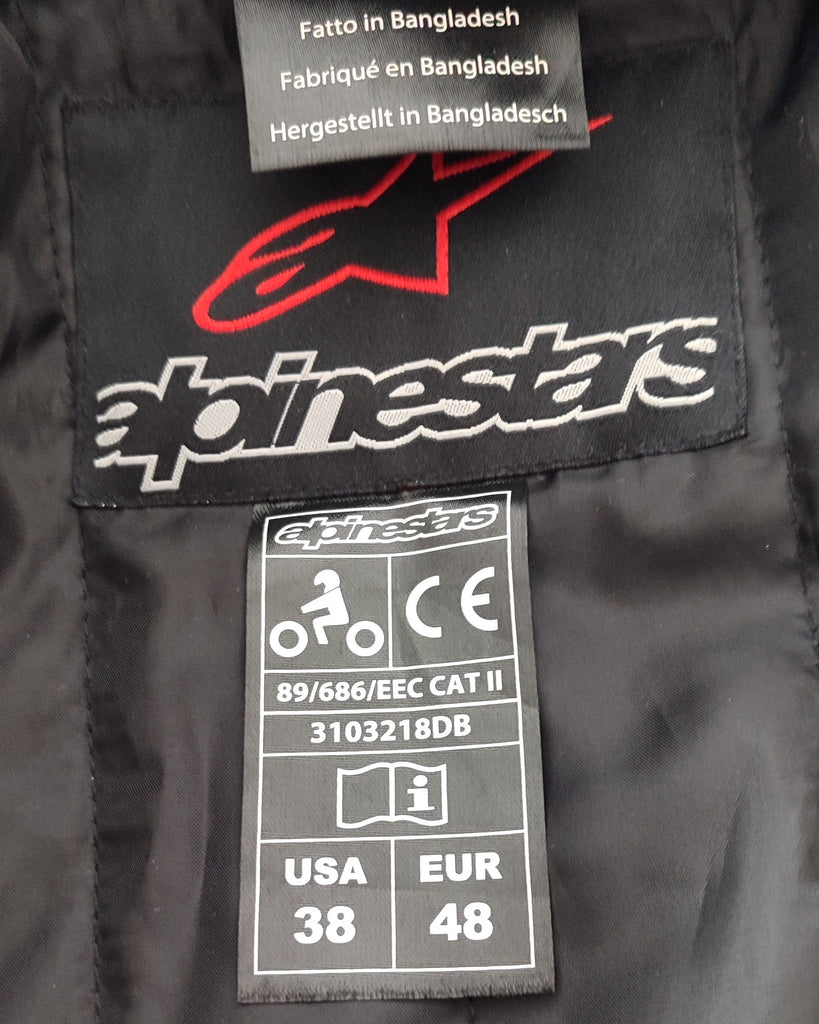 Fatto in Bangladesh
Fabriqué en Bangladesh
Hergestellt in Bangladesch
alpinestars
alpinestars
CE
89/686/EEC CAT II
3103218DB
i
USA EUR
38 48